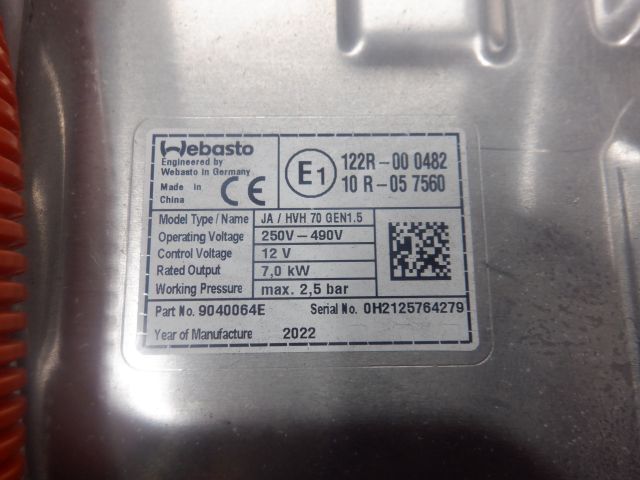 Webasto
Engineered by
Webasto in Germany
Made in
China
CE
E1
122R-00 0482
10 R-05 7560
Model Type / Name JA / HVH 70 GEN1.5
Operating Voltage 250V-490V
Control Voltage 12 V
Rated Output 7,0 kW
Working Pressure max. 2,5 bar
Part No. 9040064E Serial No. 0H2125764279
Year of Manufacture 2022